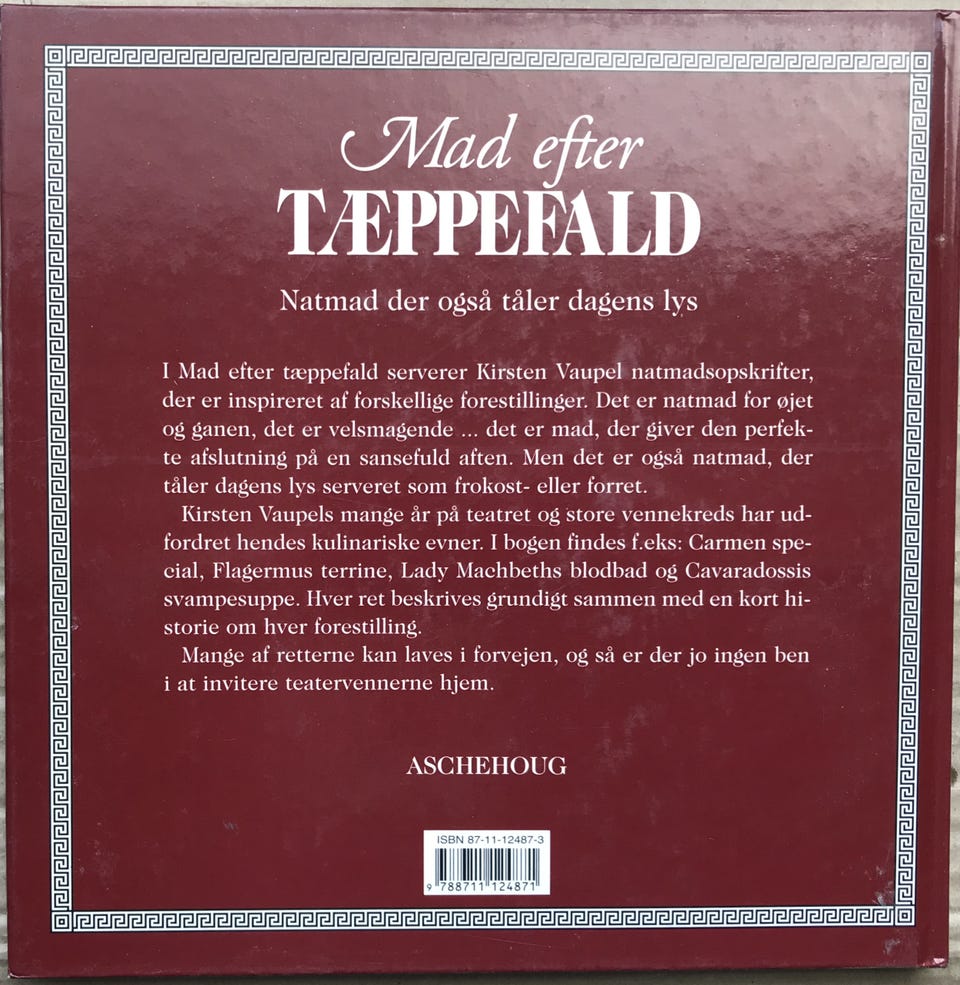 Mad efter
TÆPPEFALD
Natmad der også tåler dagens lys
I Mad efter tæppefald serverer Kirsten Vaupel natmadsopskrifter,
der er inspireret af forskellige forestillinger. Det er natmad for øjet
og ganen, det er velsmagende ... det er mad, der giver den perfek-
te afslutning på en sansefuld aften. Men det er også natmad, der
tåler dagens lys serveret som frokost- eller forret.
Kirsten Vaupels mange år på teatret og store vennekreds har ud-
fordret hendes kulinariske evner. I bogen findes f.eks: Carmen spe-
cial, Flagermus terrine, Lady Machbeths blodbad og Cavaradossis
svampesuppe. Hver ret beskrives grundigt sammen med en kort hi-
storie om hver forestilling.
Mange af retterne kan laves i forvejen, og så er der jo ingen ben
i at invitere teatervennerne hjem.
ASCHEHOUG
ISBN 87-11-12487-3
9 788711 124871